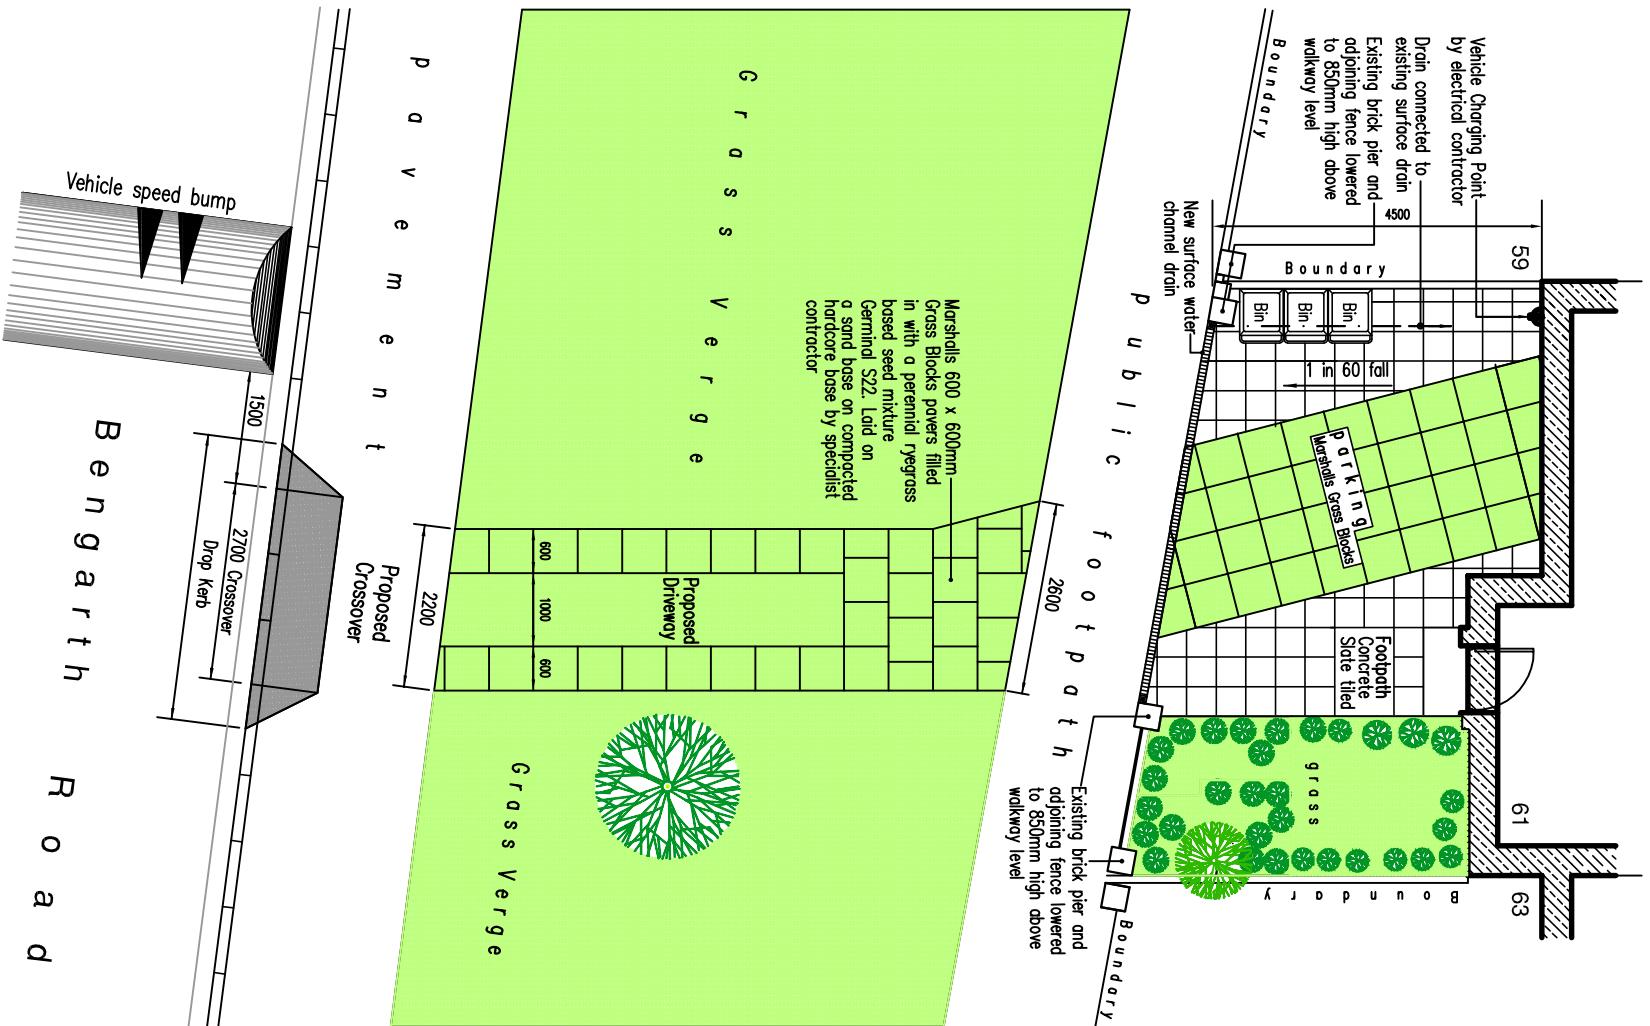 Vehicle Charging Point
by electrical contractor
Drain connected to
existing surface drain
Existing brick pier and
adjoining fence lowered
to 850mm high above
walkway level
Boundary
New surface water
channel drain
4500
59
Boundary
Bin
Bin
Bin
1 in 60 fall
parking
Marshalls Grass Blocks
Footpath
Concrete
Slate tiled
61
grass
63
Boundary
Existing brick pier and
adjoining fence lowered
to 850mm high above
walkway level
Boundary
public footpath
Grass Verge
Marshalls 600 x 600mm
Grass Blocks pavers filled
in with a perennial ryegrass
based seed mixture
Germinal S22. Laid on
a sand base on compacted
hardcore base by specialist
contractor
2600
600
1000
600
Proposed
Driveway
2200
Proposed
Crossover
Grass Verge
pavement
Vehicle speed bump
1500
2700 Crossover
Drop Kerb
Bengarth Road